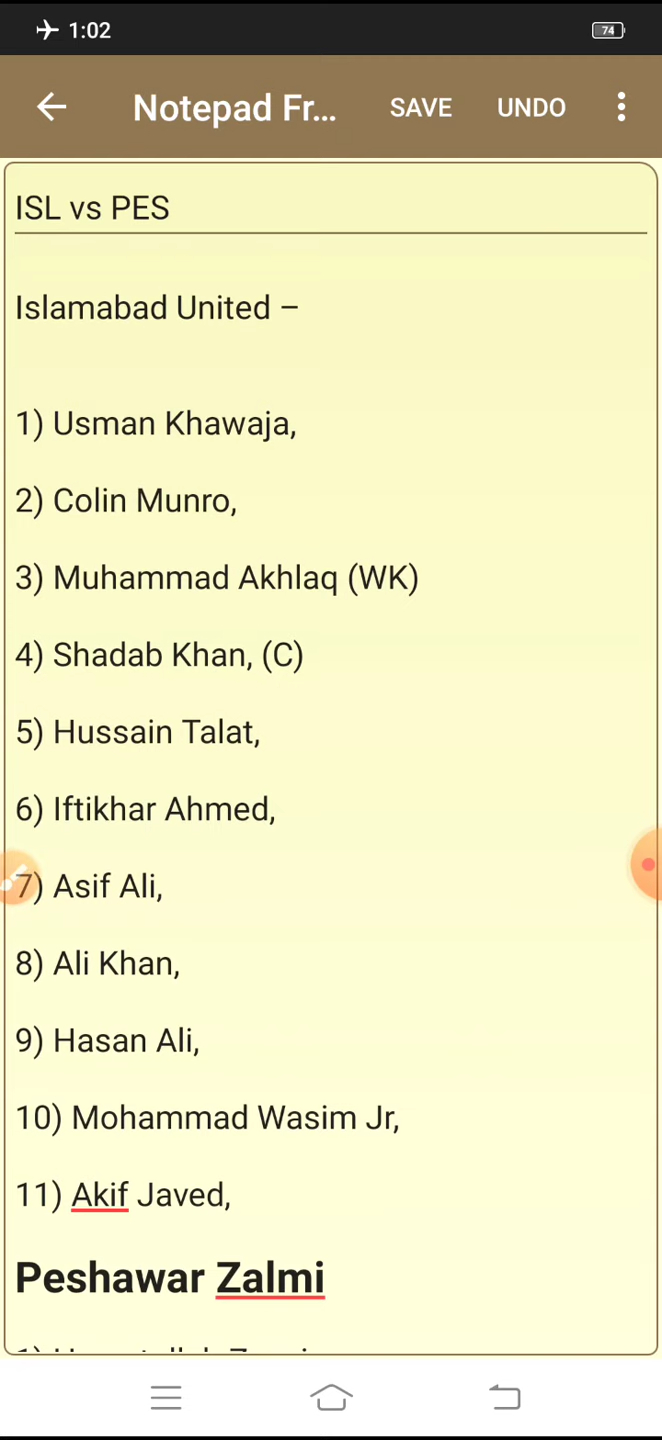 1:02
74
Notepad Fr...
SAVE
UNDO
ISL vs PES
Islamabad United –
1) Usman Khawaja,
2) Colin Munro,
3) Muhammad Akhlaq (WK)
4) Shadab Khan, (C)
5) Hussain Talat,
6) Iftikhar Ahmed,
7) Asif Ali,
8) Ali Khan,
9) Hasan Ali,
10) Mohammad Wasim Jr,
11) Akif Javed,
Peshawar Zalmi